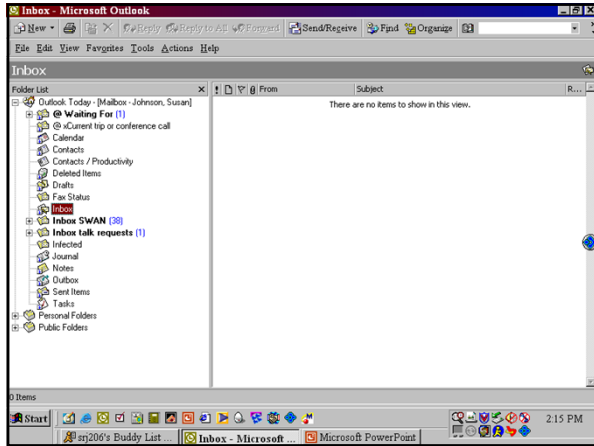 Inbox - Microsoft Outlook
New Reply Reply to All Forward Send/Receive Find Organize
File Edit View Favorites Tools Actions Help
Inbox
Folder List
! From Subject R...
Outlook Today - [Mailbox - Johnson, Susan]
There are no items to show in this view.
@ Waiting For (1)
@ xCurrent trip or conference call
Calendar
Contacts
Contacts / Productivity
Deleted Items
Drafts
Fax Status
Inbox
Inbox SWAN (38)
Inbox talk requests (1)
Infected
Journal
Notes
Outbox
Sent Items
Tasks
Personal Folders
Public Folders
0 Items
Start 2:15 PM
srj206's Buddy List ... Inbox - Microsoft ... Microsoft PowerPoint